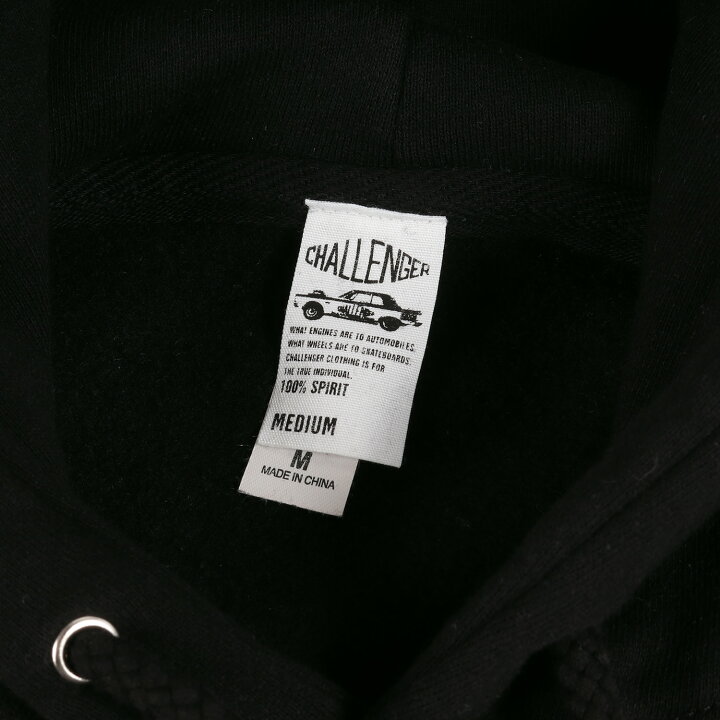 CHALLENGER
WHAT ENGINES ARE TO AUTOMOBILES.
WHAT WHEELS ARE TO SKATEBOARDS.
CHALLENGER CLOTHING IS FOR
THE TRUE INDIVIDUAL.
100% SPIRIT
MEDIUM
M
MADE IN CHINA